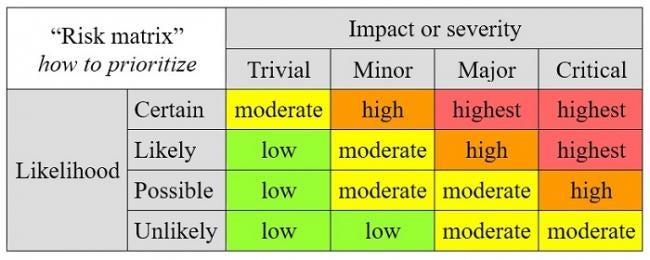 “Risk matrix”
how to prioritize
Impact or severity
Trivial Minor Major Critical
Likelihood
Certain moderate high highest highest
Likely low moderate high highest
Possible low moderate moderate high
Unlikely low low moderate moderate